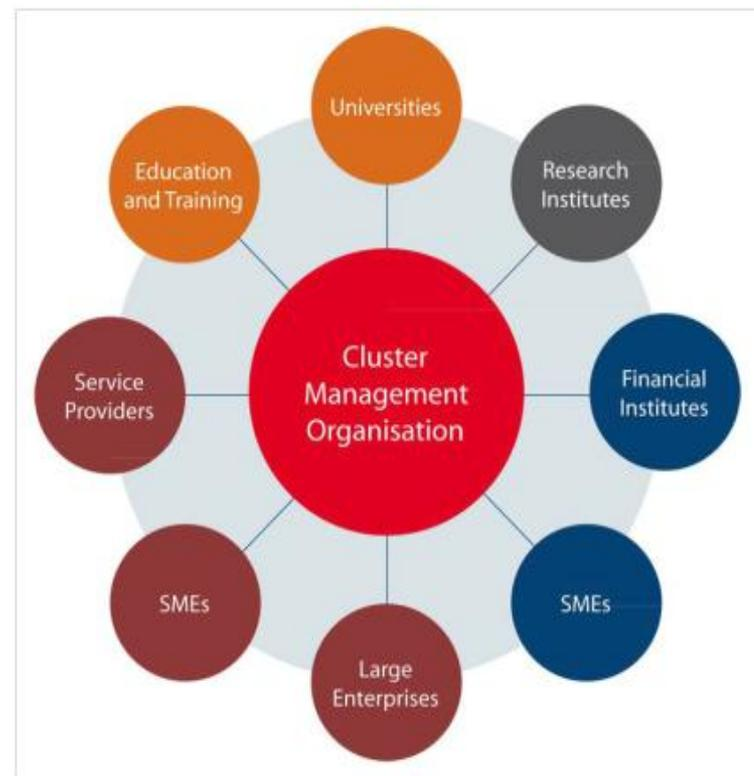 Universities
Research
Institutes
Financial
Institutes
SMEs
Large
Enterprises
SMEs
Service
Providers
Education
and Training
Cluster
Management
Organisation